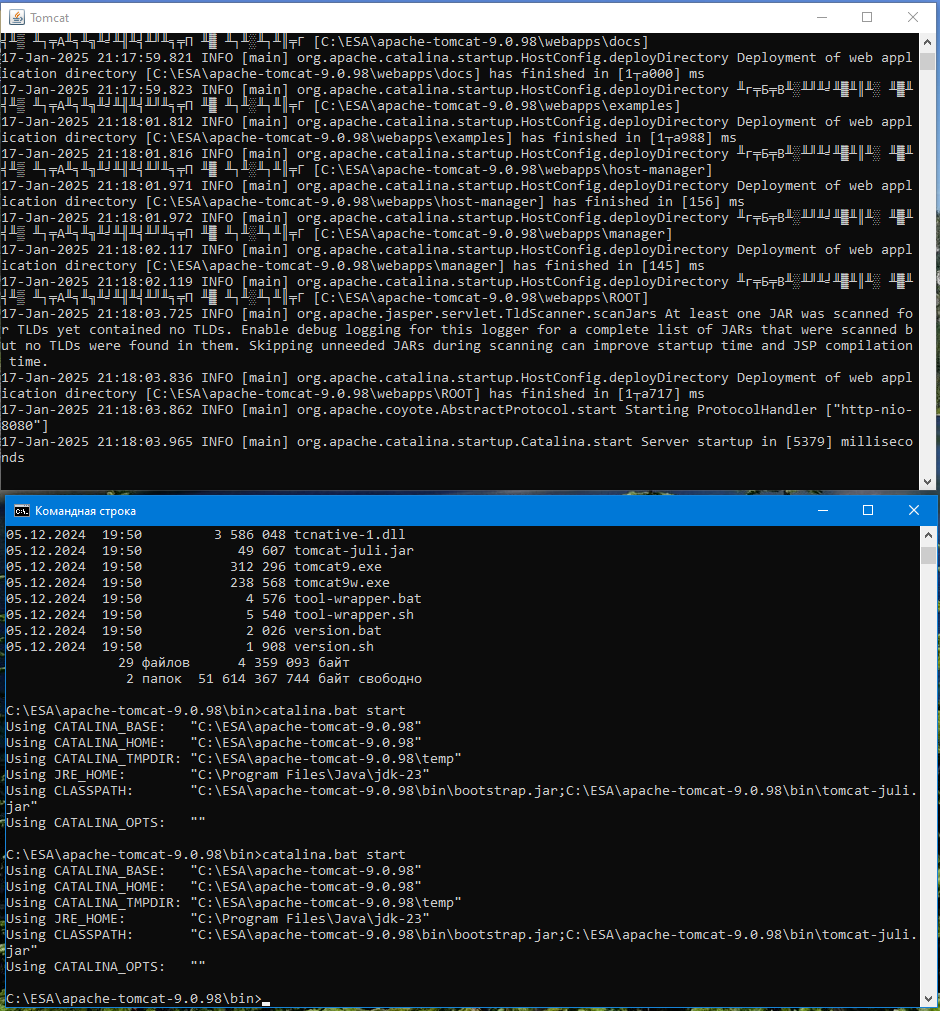 Tomcat
[C:\ESA\apache-tomcat-9.0.98\webapps\docs]
17-Jan-2025 21:17:59.821 INFO [main] org.apache.catalina.startup.HostConfig.deployDirectory Deployment of web appl
ication directory [C:\ESA\apache-tomcat-9.0.98\webapps\docs] has finished in [1┬а000] ms
17-Jan-2025 21:17:59.823 INFO [main] org.apache.catalina.startup.HostConfig.deployDirectory
[C:\ESA\apache-tomcat-9.0.98\webapps\examples]
17-Jan-2025 21:18:01.812 INFO [main] org.apache.catalina.startup.HostConfig.deployDirectory Deployment of web appl
ication directory [C:\ESA\apache-tomcat-9.0.98\webapps\examples] has finished in [1┬а988] ms
17-Jan-2025 21:18:01.816 INFO [main] org.apache.catalina.startup.HostConfig.deployDirectory
[C:\ESA\apache-tomcat-9.0.98\webapps\host-manager]
17-Jan-2025 21:18:01.971 INFO [main] org.apache.catalina.startup.HostConfig.deployDirectory Deployment of web appl
ication directory [C:\ESA\apache-tomcat-9.0.98\webapps\host-manager] has finished in [156] ms
17-Jan-2025 21:18:01.972 INFO [main] org.apache.catalina.startup.HostConfig.deployDirectory
[C:\ESA\apache-tomcat-9.0.98\webapps\manager]
17-Jan-2025 21:18:02.117 INFO [main] org.apache.catalina.startup.HostConfig.deployDirectory Deployment of web appl
ication directory [C:\ESA\apache-tomcat-9.0.98\webapps\manager] has finished in [145] ms
17-Jan-2025 21:18:02.119 INFO [main] org.apache.catalina.startup.HostConfig.deployDirectory
[C:\ESA\apache-tomcat-9.0.98\webapps\ROOT]
17-Jan-2025 21:18:03.725 INFO [main] org.apache.jasper.servlet.TldScanner.scanJars At least one JAR was scanned fo
r TLDs yet contained no TLDs. Enable debug logging for this logger for a complete list of JARs that were scanned b
ut no TLDs were found in them. Skipping unneeded JARs during scanning can improve startup time and JSP compilation
time.
17-Jan-2025 21:18:03.836 INFO [main] org.apache.catalina.startup.HostConfig.deployDirectory Deployment of web appl
ication directory [C:\ESA\apache-tomcat-9.0.98\webapps\ROOT] has finished in [1┬а717] ms
17-Jan-2025 21:18:03.862 INFO [main] org.apache.coyote.AbstractProtocol.start Starting ProtocolHandler ["http-nio-
8080"]
17-Jan-2025 21:18:03.965 INFO [main] org.apache.catalina.startup.Catalina.start Server startup in [5379] milliseco
nds
Командная строка
05.12.2024  19:50         3 586 048 tcnative-1.dll
05.12.2024  19:50            49 607 tomcat-juli.jar
05.12.2024  19:50           312 296 tomcat9.exe
05.12.2024  19:50           238 568 tomcat9w.exe
05.12.2024  19:50             4 576 tool-wrapper.bat
05.12.2024  19:50             5 540 tool-wrapper.sh
05.12.2024  19:50             2 026 version.bat
05.12.2024  19:50             1 908 version.sh
29 файлов      4 359 093 байт
2 папок  51 614 367 744 байт свободно
C:\ESA\apache-tomcat-9.0.98\bin>catalina.bat start
Using CATALINA_BASE:   "C:\ESA\apache-tomcat-9.0.98"
Using CATALINA_HOME:   "C:\ESA\apache-tomcat-9.0.98"
Using CATALINA_TMPDIR: "C:\ESA\apache-tomcat-9.0.98\temp"
Using JRE_HOME:        "C:\Program Files\Java\jdk-23"
Using CLASSPATH:       "C:\ESA\apache-tomcat-9.0.98\bin\bootstrap.jar;C:\ESA\apache-tomcat-9.0.98\bin\tomcat-juli.
jar"
Using CATALINA_OPTS:   ""
C:\ESA\apache-tomcat-9.0.98\bin>catalina.bat start
Using CATALINA_BASE:   "C:\ESA\apache-tomcat-9.0.98"
Using CATALINA_HOME:   "C:\ESA\apache-tomcat-9.0.98"
Using CATALINA_TMPDIR: "C:\ESA\apache-tomcat-9.0.98\temp"
Using JRE_HOME:        "C:\Program Files\Java\jdk-23"
Using CLASSPATH:       "C:\ESA\apache-tomcat-9.0.98\bin\bootstrap.jar;C:\ESA\apache-tomcat-9.0.98\bin\tomcat-juli.
jar"
Using CATALINA_OPTS:   ""
C:\ESA\apache-tomcat-9.0.98\bin>